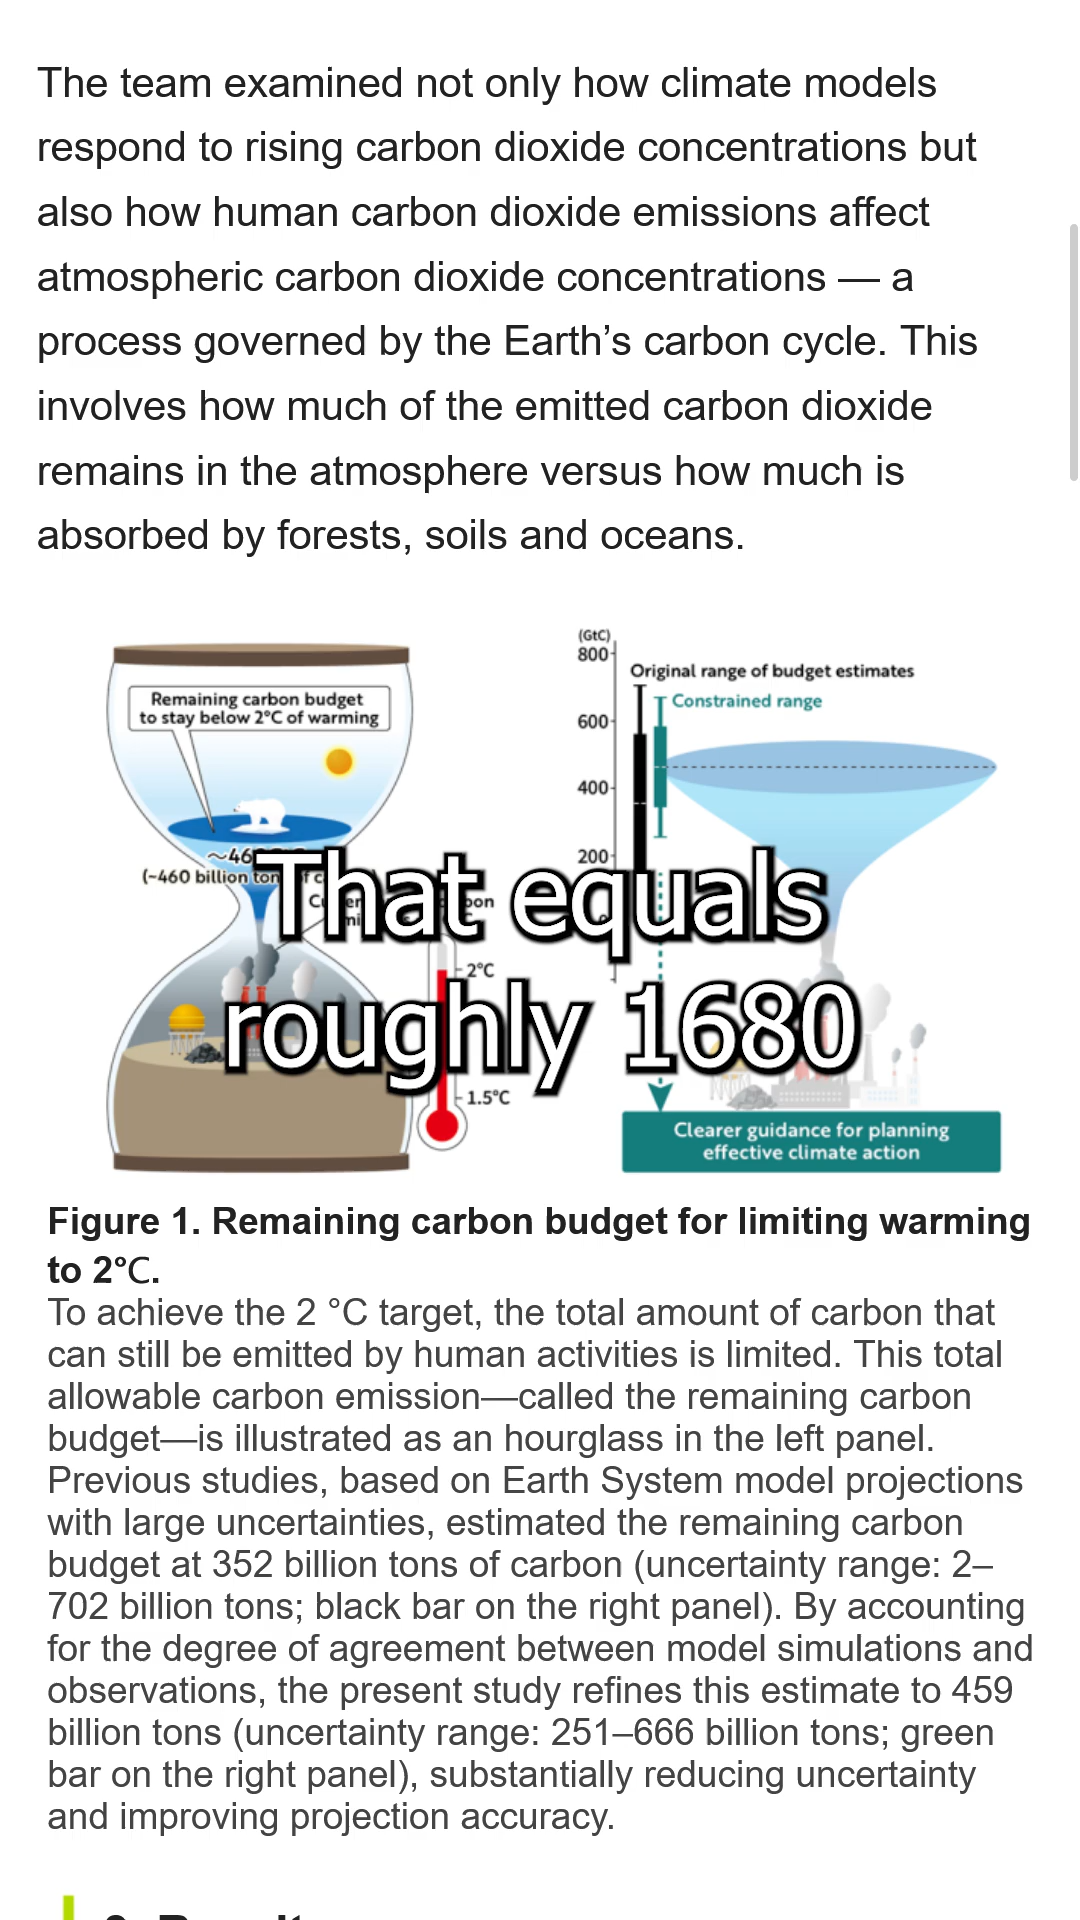 The team examined not only how climate models
respond to rising carbon dioxide concentrations but
also how human carbon dioxide emissions affect
atmospheric carbon dioxide concentrations — a
process governed by the Earth’s carbon cycle. This
involves how much of the emitted carbon dioxide
remains in the atmosphere versus how much is
absorbed by forests, soils and oceans.
Remaining carbon budget
to stay below 2°C of warming
(~460 billion
2°C
1.5°C
(GtC)
800
Original range of budget estimates
Constrained range
600
400
200
Clearer guidance for planning
effective climate action
That equals
roughly 1680
Figure 1. Remaining carbon budget for limiting warming
to 2°C.
To achieve the 2 °C target, the total amount of carbon that
can still be emitted by human activities is limited. This total
allowable carbon emission—called the remaining carbon
budget—is illustrated as an hourglass in the left panel.
Previous studies, based on Earth System model projections
with large uncertainties, estimated the remaining carbon
budget at 352 billion tons of carbon (uncertainty range: 2–
702 billion tons; black bar on the right panel). By accounting
for the degree of agreement between model simulations and
observations, the present study refines this estimate to 459
billion tons (uncertainty range: 251–666 billion tons; green
bar on the right panel), substantially reducing uncertainty
and improving projection accuracy.